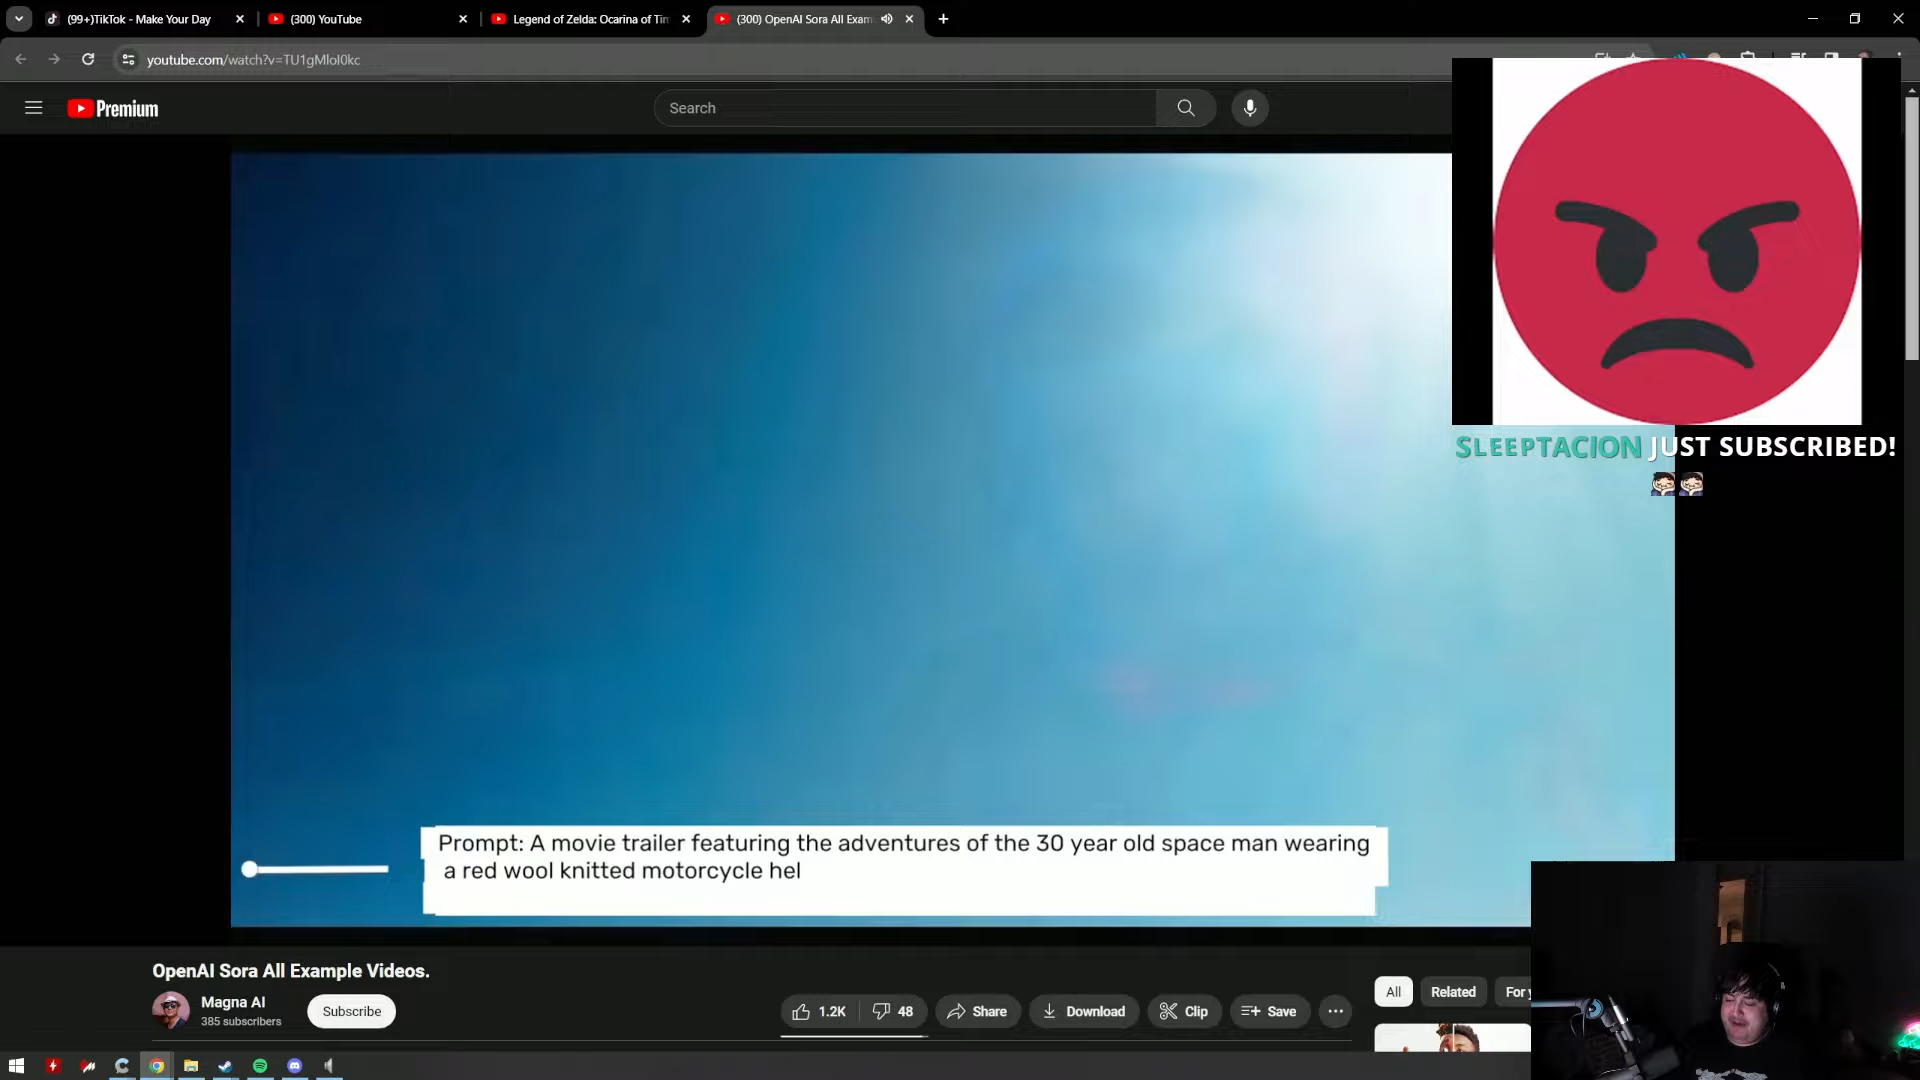 (99+)TikTok - Make Your Day
(300) YouTube
Legend of Zelda: Ocarina of Tim
(300) OpenAI Sora All Exam
youtube.com/watch?v=TU1gMlol0kc
Premium
Search
SLEEPTACION JUST SUBSCRIBED!
Prompt: A movie trailer featuring the adventures of the 30 year old space man wearing
a red wool knitted motorcycle hel
OpenAI Sora All Example Videos.
Magna AI
385 subscribers
Subscribe
1.2K
48
Share
Download
Clip
Save
All
Related
For y